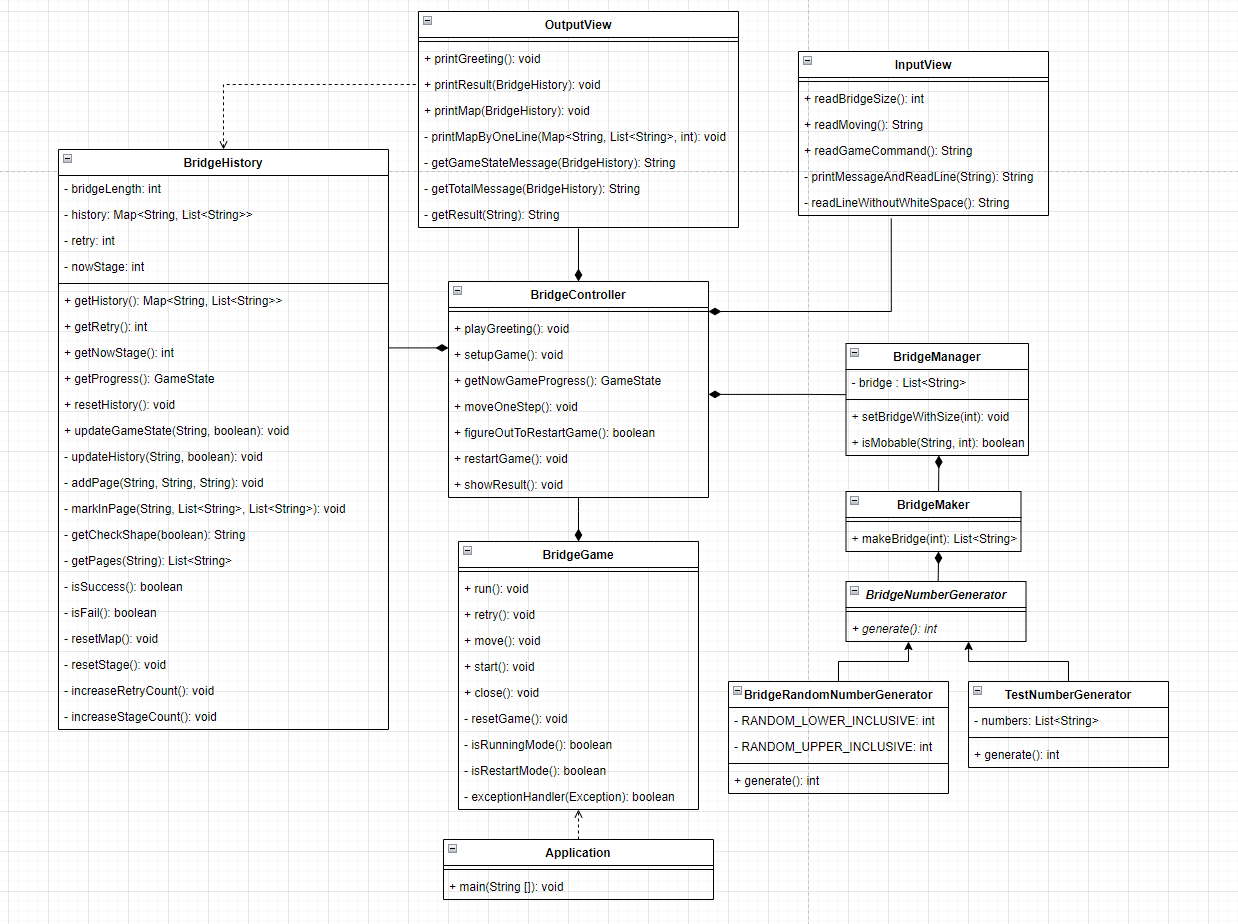 OutputView
+ printGreeting(): void
+ printResult(BridgeHistory): void
+ printMap(BridgeHistory): void
- printMapByOneLine(Map<String, List<String>, int): void
- getGameStateMessage(BridgeHistory): String
- getTotalMessage(BridgeHistory): String
- getResult(String): String
InputView
+ readBridgeSize(): int
+ readMoving(): String
+ readGameCommand(): String
- printMessageAndReadLine(String): String
- readLineWithoutWhiteSpace(): String
BridgeHistory
- bridgeLength: int
- history: Map<String, List<String>>
- retry: int
- nowStage: int
+ getHistory(): Map<String, List<String>>
+ getRetry(): int
+ getNowStage(): int
+ getProgress(): GameState
+ resetHistory(): void
+ updateGameState(String, boolean): void
- updateHistory(String, boolean): void
- addPage(String, String, String): void
- markInPage(String, List<String>, List<String>): void
- getCheckShape(boolean): String
- getPages(String): List<String>
- isSuccess(): boolean
- isFail(): boolean
- resetMap(): void
- resetStage(): void
- increaseRetryCount(): void
- increaseStageCount(): void
BridgeController
+ playGreeting(): void
+ setupGame(): void
+ getNowGameProgress(): GameState
+ moveOneStep(): void
+ figureOutToRestartGame(): boolean
+ restartGame(): void
+ showResult(): void
BridgeManager
- bridge : List<String>
+ setBridgeWithSize(int): void
+ isMobable(String, int): boolean
BridgeMaker
+ makeBridge(int): List<String>
BridgeNumberGenerator
+ generate(): int
BridgeRandomNumberGenerator
- RANDOM_LOWER_INCLUSIVE: int
- RANDOM_UPPER_INCLUSIVE: int
+ generate(): int
TestNumberGenerator
- numbers: List<String>
+ generate(): int
BridgeGame
+ run(): void
+ retry(): void
+ move(): void
+ start(): void
+ close(): void
- resetGame(): void
- isRunningMode(): boolean
- isRestartMode(): boolean
- exceptionHandler(Exception): boolean
Application
+ main(String []): void